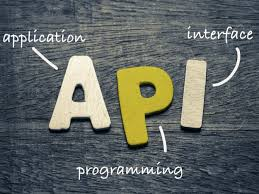 application
interface
API
programming